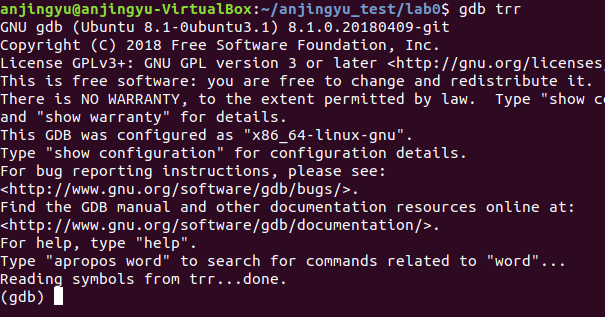 anjingyu@anjingyu-VirtualBox:~/anjingyu_test/lab0$ gdb trr
GNU gdb (Ubuntu 8.1-0ubuntu3.1) 8.1.0.20180409-git
Copyright (C) 2018 Free Software Foundation, Inc.
License GPLv3+: GNU GPL version 3 or later <http://gnu.org/licenses/
This is free software: you are free to change and redistribute it.
There is NO WARRANTY, to the extent permitted by law.  Type "show co
and "show warranty" for details.
This GDB was configured as "x86_64-linux-gnu".
Type "show configuration" for configuration details.
For bug reporting instructions, please see:
<http://www.gnu.org/software/gdb/bugs/>.
Find the GDB manual and other documentation resources online at:
<http://www.gnu.org/software/gdb/documentation/>.
For help, type "help".
Type "apropos word" to search for commands related to "word"...
Reading symbols from trr...done.
(gdb)